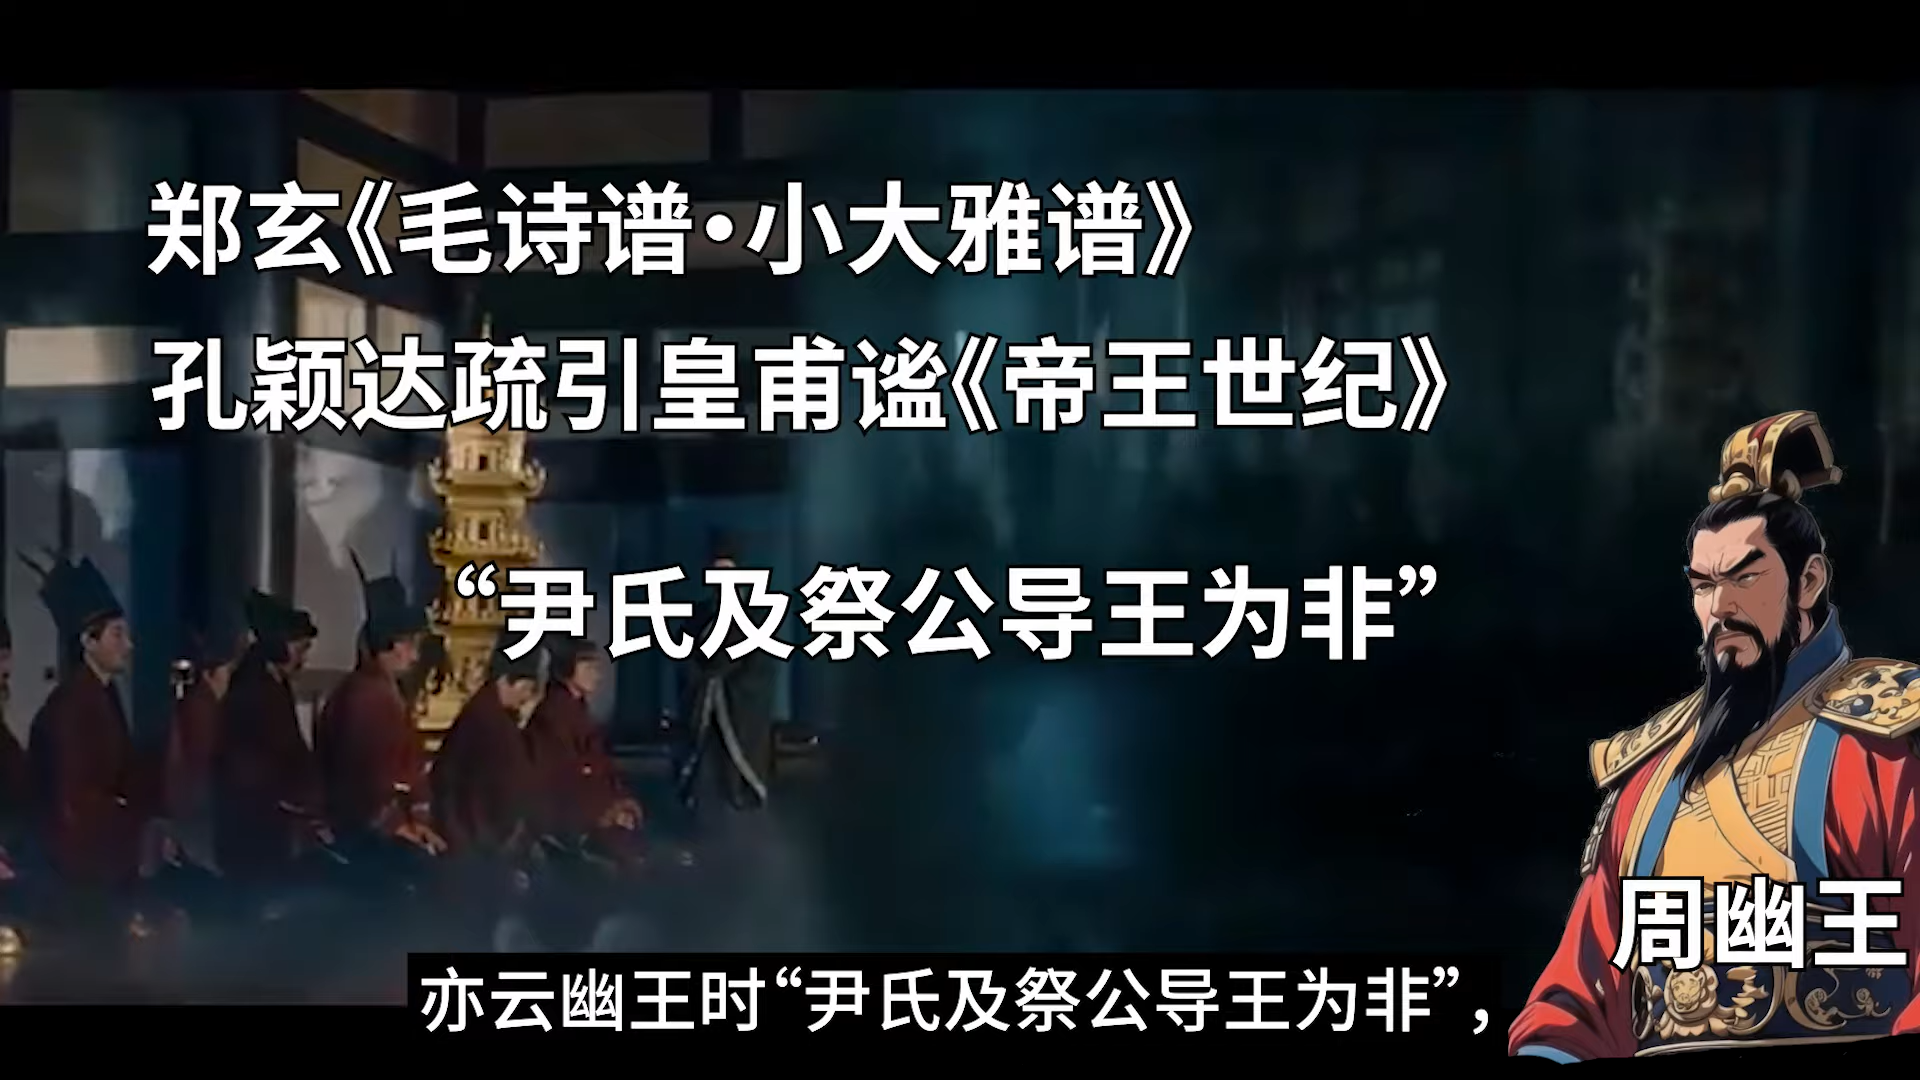 郑玄《毛诗谱·小大雅谱》
孔颖达疏引皇甫谧《帝王世纪》
“尹氏及祭公导王为非”
周幽王
亦云幽王时“尹氏及祭公导王为非”，